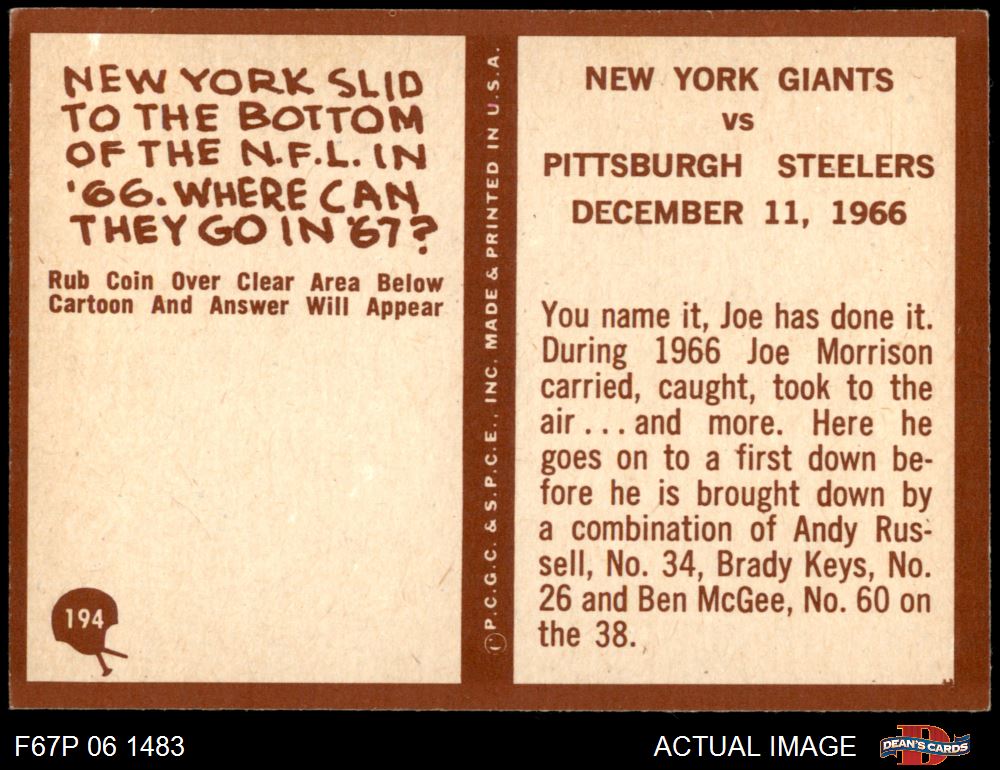 NEW YORK SLID
TO THE BOTTOM
OF THE N.F.L. IN
'66. WHERE CAN
THEY GO IN '67?
Rub Coin Over Clear Area Below
Cartoon And Answer Will Appear
194
Ⓒ P.C.G.C. & S.P.C.E., INC. MADE & PRINTED IN U.S.A.
NEW YORK GIANTS
VS
PITTSBURGH STEELERS
DECEMBER 11, 1966
You name it, Joe has done it.
During 1966 Joe Morrison
carried, caught, took to the
air . . . and more. Here he
goes on to a first down be-
fore he is brought down by
a combination of Andy Rus-
sell, No. 34, Brady Keys, No.
26 and Ben McGee, No. 60 on
the 38.
F67P 06 1483
ACTUAL IMAGE
D
DEAN'S CARDS